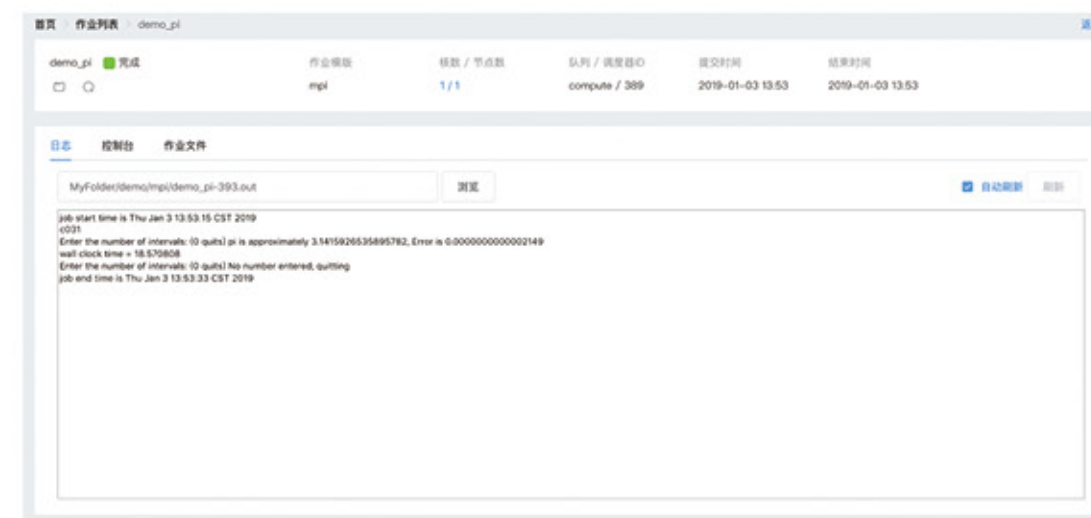 首页 > 作业列表 > demo_pi
demo_pi 完成 作业模版 核数 / 节点数 队列 / 调度器ID 提交时间 结束时间
mpi 1 / 1 compute / 389 2019-01-03 13:53 2019-01-03 13:53
日志 控制台 作业文件
MyFolder/demo/mpi/demo_pi-393.out 浏览 自动刷新 刷新
job start time is Thu Jan 3 13:53:15 CST 2019
c031
Enter the number of intervals: (0 quits) pi is approximately 3.1415926535895782, Error is 0.0000000000002149
wall clock time = 18.570808
Enter the number of intervals: (0 quits) No number entered, quitting
job end time is Thu Jan 3 13:53:33 CST 2019